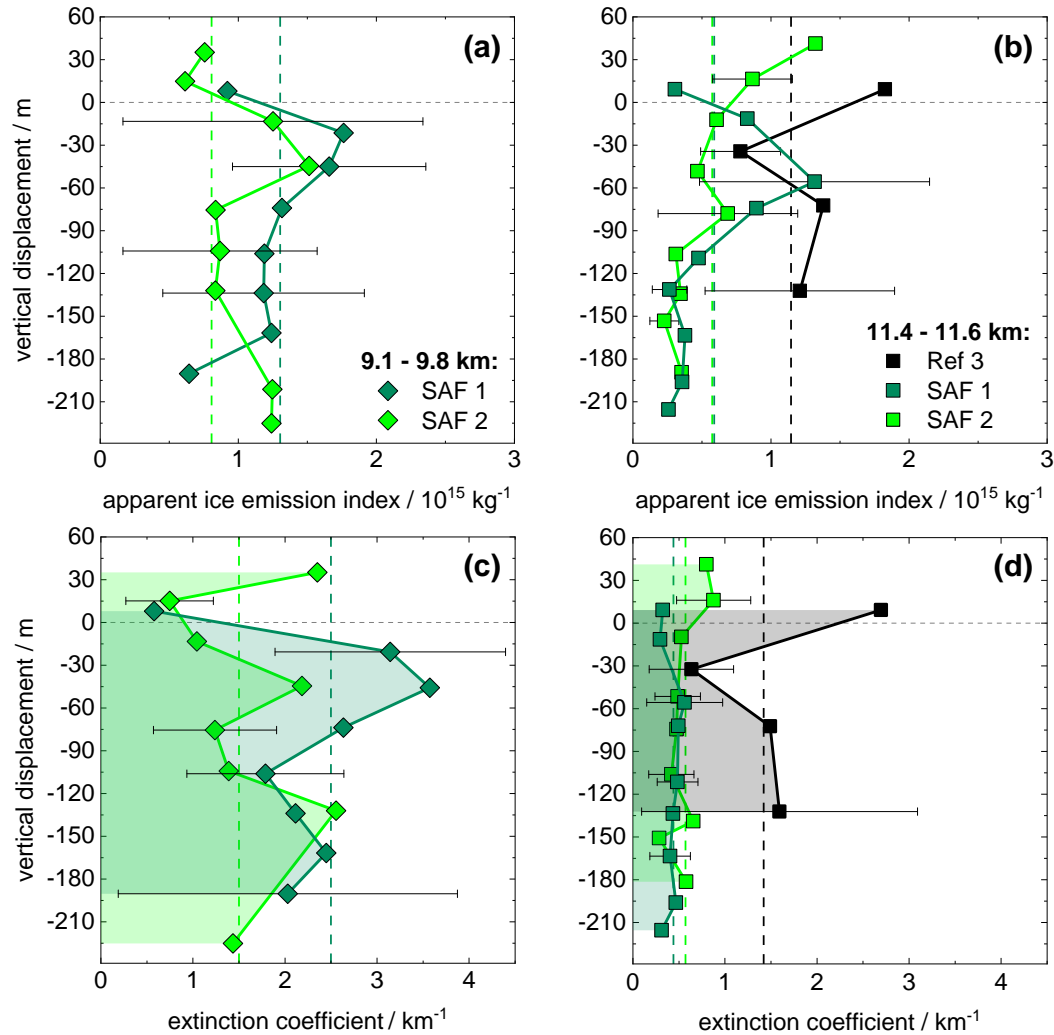 (a)
60
30
0
-30
-60
-90
-120
-150
-180
-210
vertical displacement / m
9.1 - 9.8 km:
SAF 1
SAF 2
0 1 2 3
apparent ice emission index / 10¹⁵ kg⁻¹
(b)
60
30
0
-30
-60
-90
-120
-150
-180
-210
11.4 - 11.6 km:
Ref 3
SAF 1
SAF 2
0 1 2 3
apparent ice emission index / 10¹⁵ kg⁻¹
(c)
60
30
0
-30
-60
-90
-120
-150
-180
-210
vertical displacement / m
0 1 2 3 4
extinction coefficient / km⁻¹
(d)
60
30
0
-30
-60
-90
-120
-150
-180
-210
0 1 2 3 4
extinction coefficient / km⁻¹